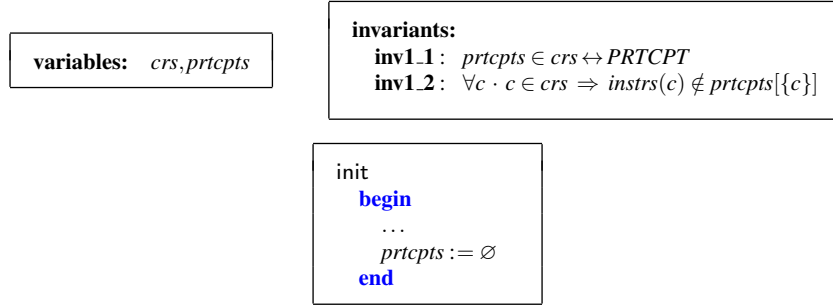 variables: crs,prtcpts
invariants:
inv1_1 : prtcpts ∈ crs ↔ PRTCPT
inv1_2 : ∀c · c ∈ crs ⇒ instrs(c) ∉ prtcpts[{c}]
init
begin
...
prtcpts := ∅
end